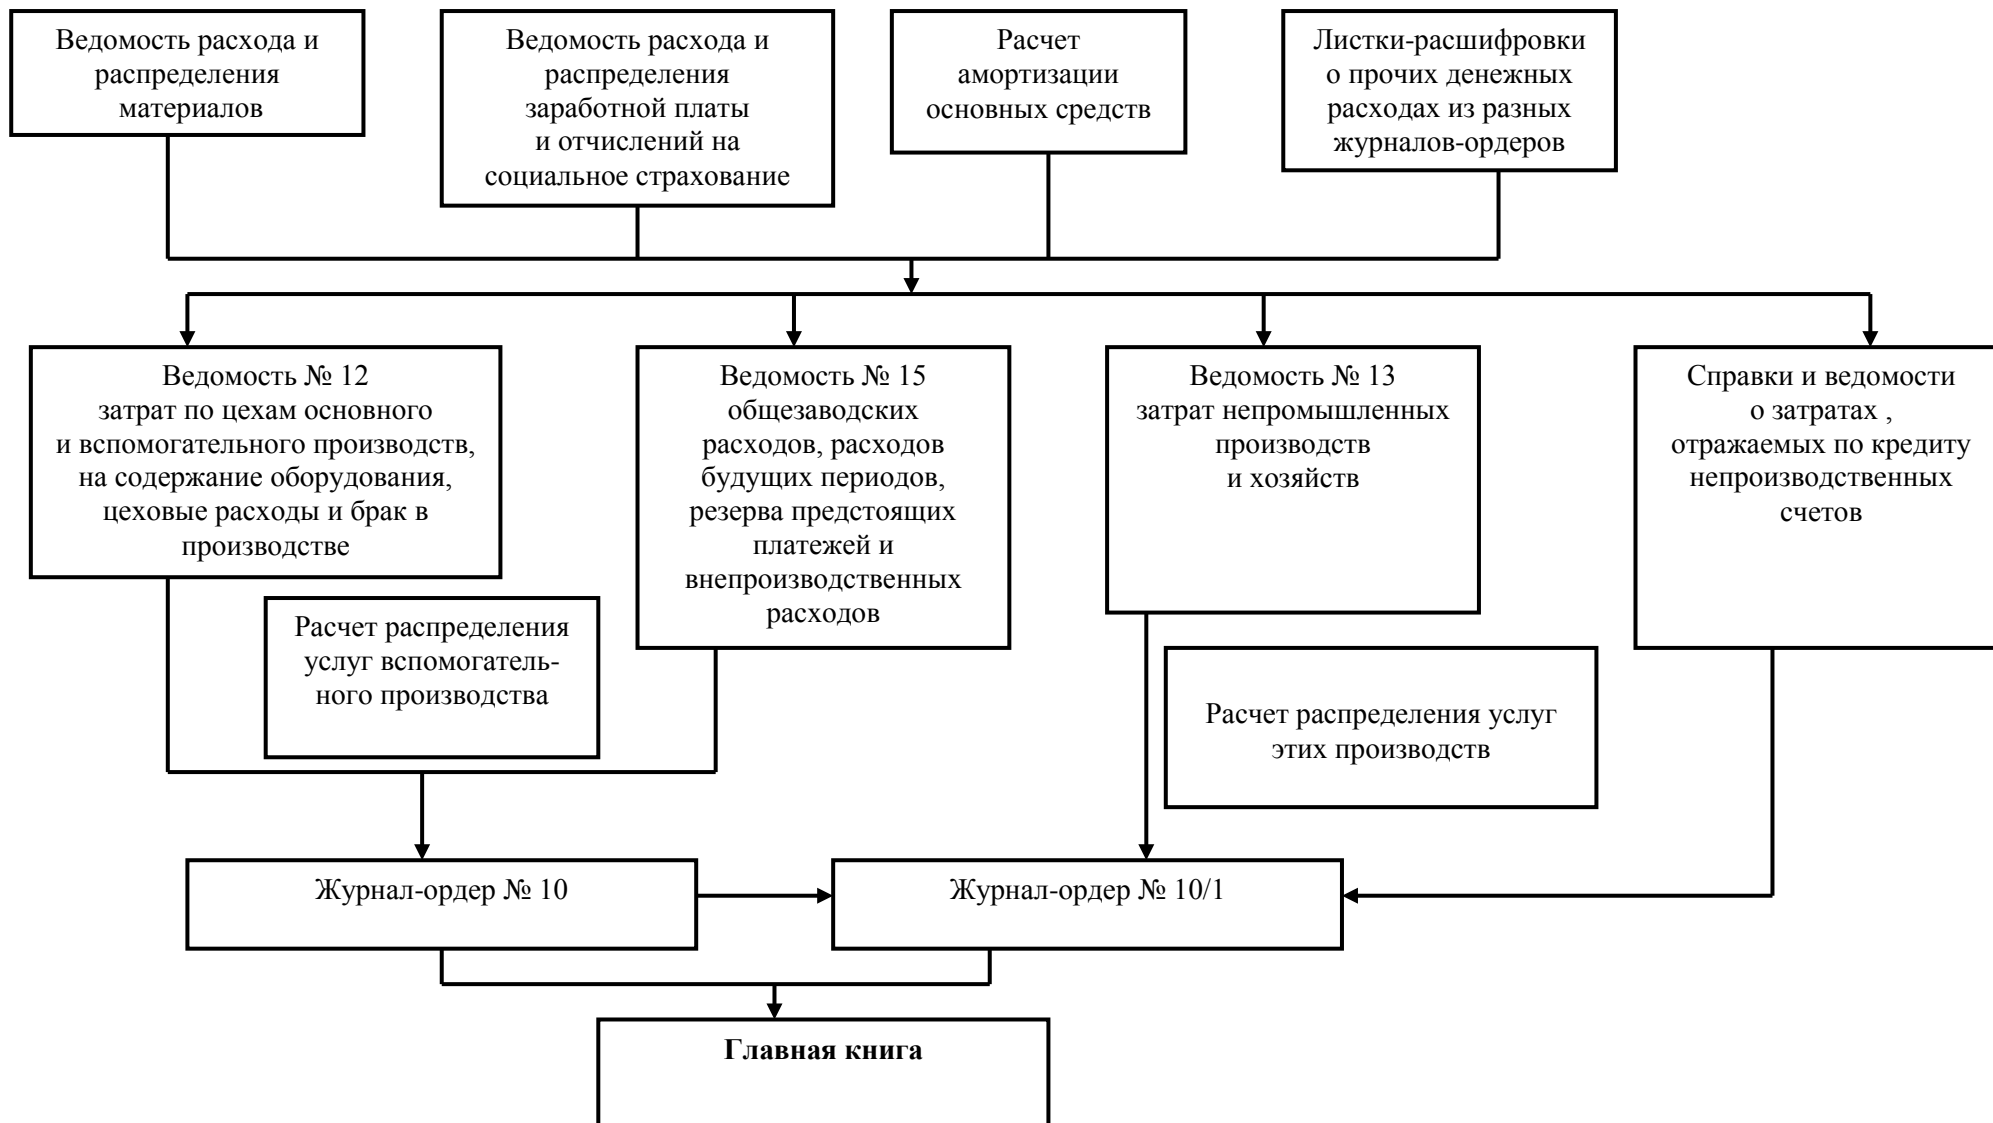 Ведомость расхода и
распределения
материалов
Ведомость расхода и
распределения
заработной платы
и отчислений на
социальное страхование
Расчет
амортизации
основных средств
Листки-расшифровки
о прочих денежных
расходах из разных
журналов-ордеров
Ведомость № 12
затрат по цехам основного
и вспомогательного производств,
на содержание оборудования,
цеховые расходы и брак в
производстве
Ведомость № 15
общезаводских
расходов, расходов
будущих периодов,
резерва предстоящих
платежей и
внепроизводственных
расходов
Ведомость № 13
затрат непромышленных
производств
и хозяйств
Справки и ведомости
о затратах ,
отражаемых по кредиту
непроизводственных
счетов
Расчет распределения
услуг вспомогатель-
ного производства
Расчет распределения услуг
этих производств
Журнал-ордер № 10
Журнал-ордер № 10/1
Главная книга